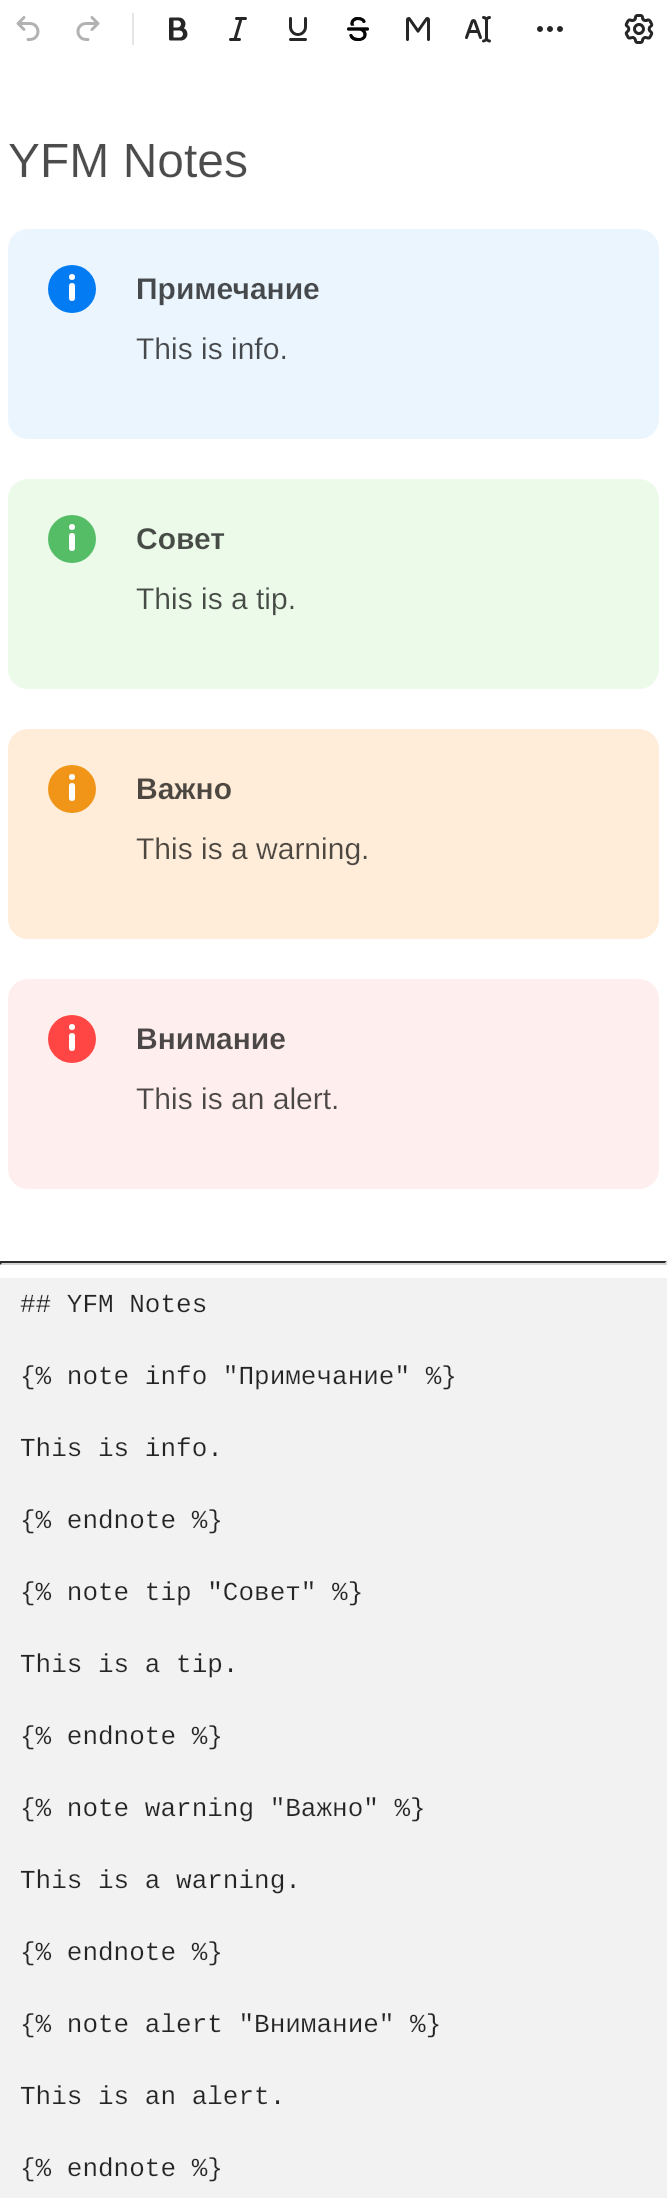 YFM Notes
Примечание
This is info.
Совет
This is a tip.
Важно
This is a warning.
Внимание
This is an alert.
## YFM Notes
{% note info "Примечание" %}
This is info.
{% endnote %}
{% note tip "Совет" %}
This is a tip.
{% endnote %}
{% note warning "Важно" %}
This is a warning.
{% endnote %}
{% note alert "Внимание" %}
This is an alert.
{% endnote %}